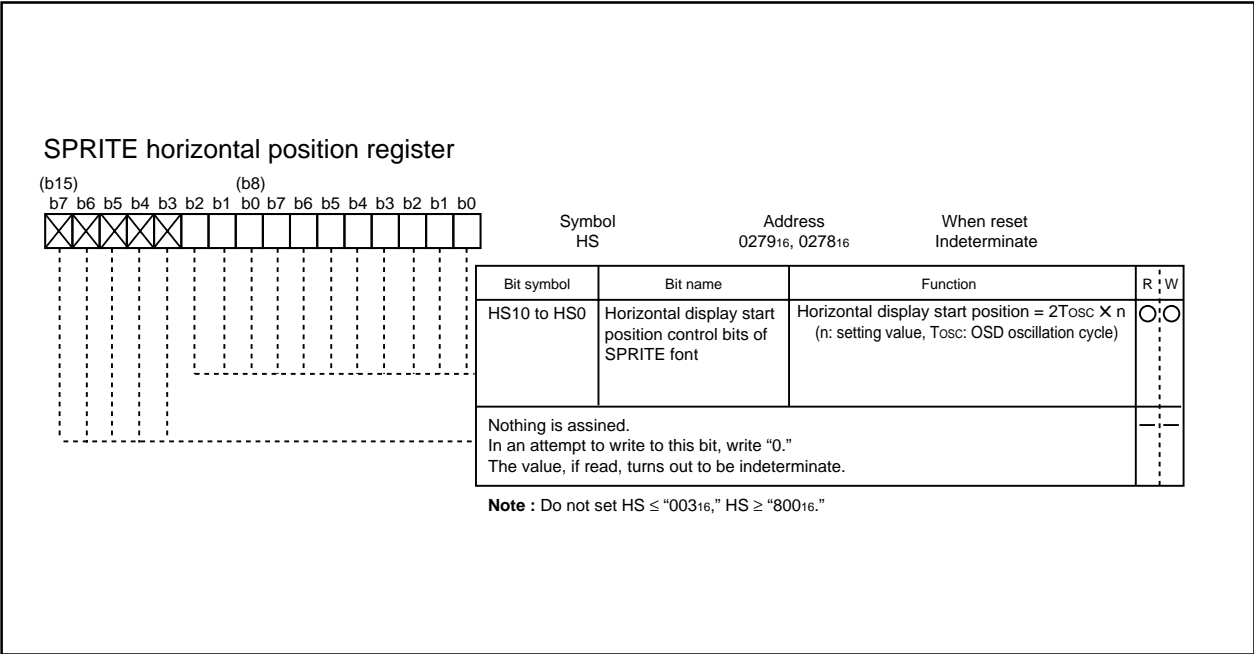 SPRITE horizontal position register
(b15) (b8)
b7 b6 b5 b4 b3 b2 b1 b0 b7 b6 b5 b4 b3 b2 b1 b0
Symbol Address When reset
HS 027916, 027816 Indeterminate
Bit symbol Bit name Function R W
HS10 to HS0 Horizontal display start Horizontal display start position = 2TOSC X n
position control bits of (n: setting value, TOSC: OSD oscillation cycle)
SPRITE font
Nothing is assined.
In an attempt to write to this bit, write “0.”
The value, if read, turns out to be indeterminate.
Note : Do not set HS ≤ “00316,” HS ≥ “80016.”